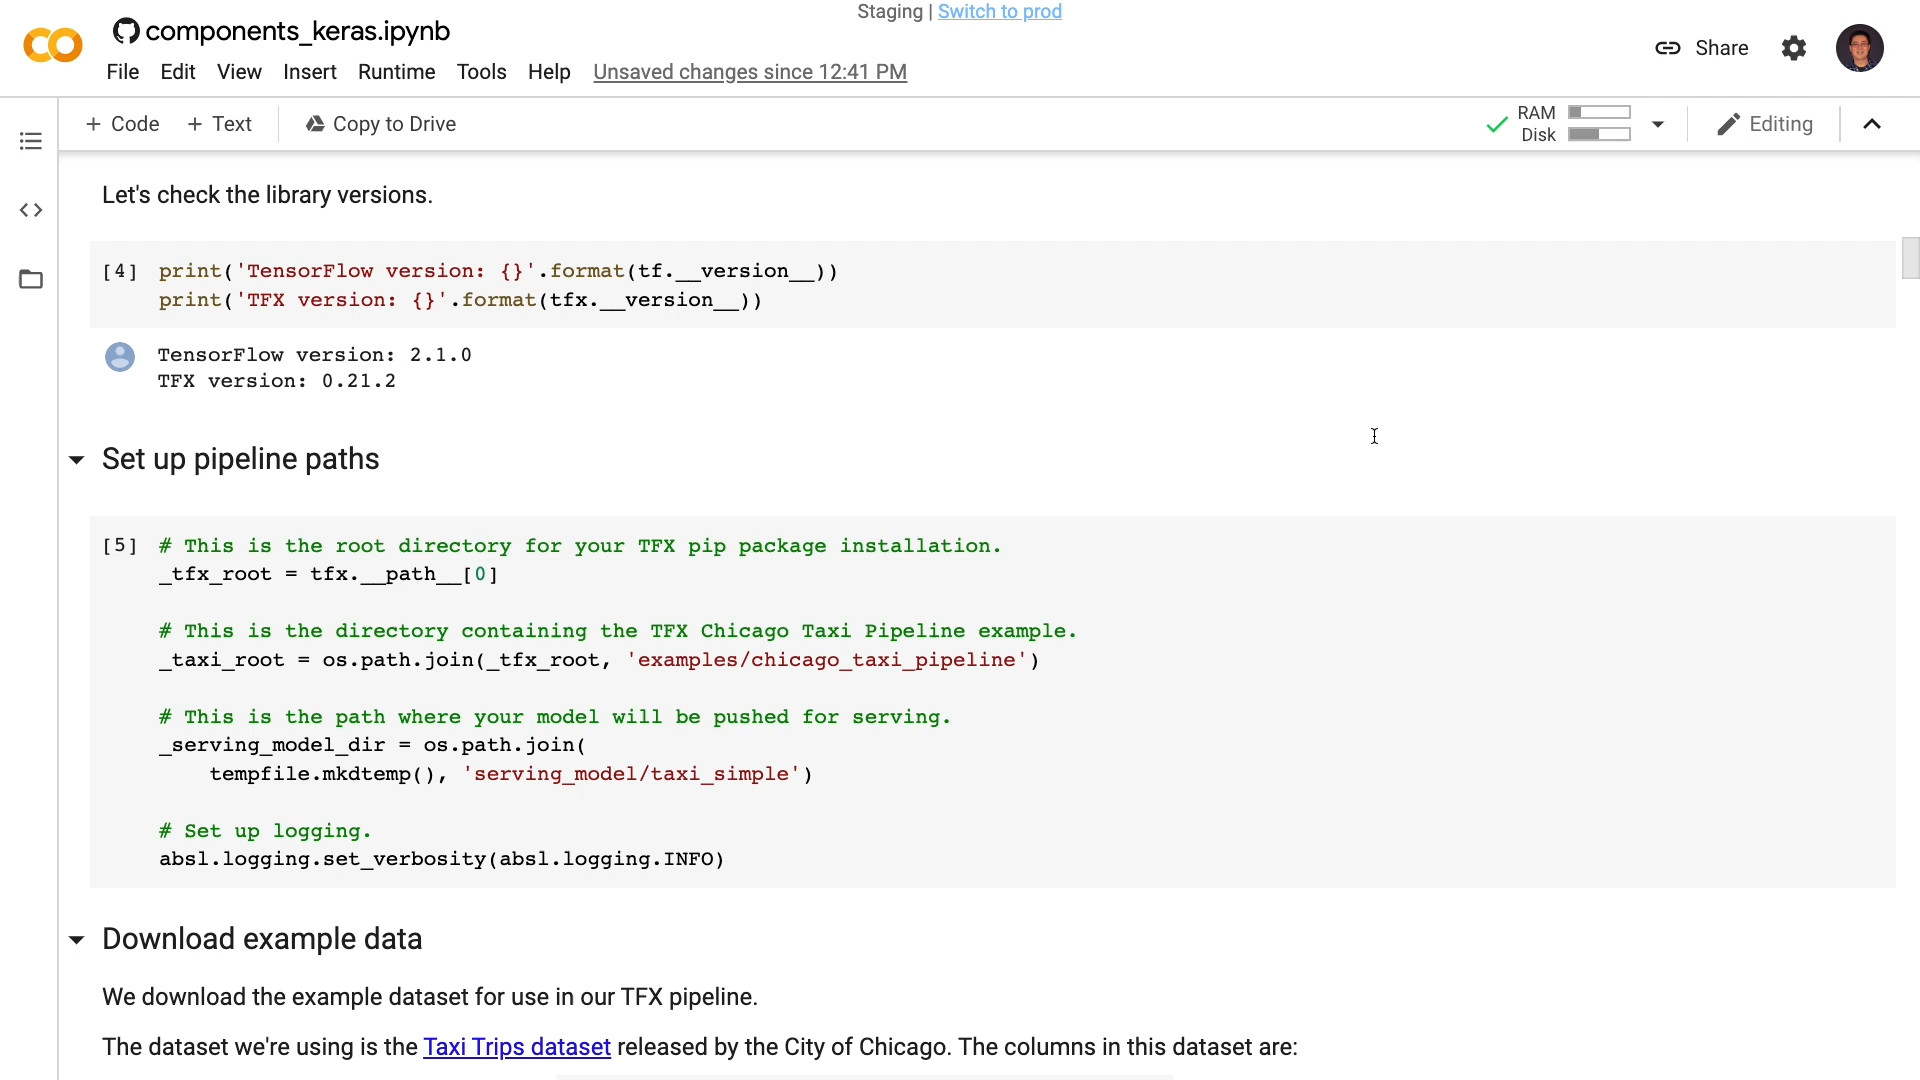 Staging | Switch to prod
components_keras.ipynb
File Edit View Insert Runtime Tools Help Unsaved changes since 12:41 PM
Share
+ Code + Text Copy to Drive
RAM
Disk
Editing
Let's check the library versions.
[4] print('TensorFlow version: {}'.format(tf.__version__))
print('TFX version: {}'.format(tfx.__version__))
TensorFlow version: 2.1.0
TFX version: 0.21.2
Set up pipeline paths
[5] # This is the root directory for your TFX pip package installation.
_tfx_root = tfx.__path__[0]
# This is the directory containing the TFX Chicago Taxi Pipeline example.
_taxi_root = os.path.join(_tfx_root, 'examples/chicago_taxi_pipeline')
# This is the path where your model will be pushed for serving.
_serving_model_dir = os.path.join(
tempfile.mkdtemp(), 'serving_model/taxi_simple')
# Set up logging.
absl.logging.set_verbosity(absl.logging.INFO)
Download example data
We download the example dataset for use in our TFX pipeline.
The dataset we're using is the Taxi Trips dataset released by the City of Chicago. The columns in this dataset are: